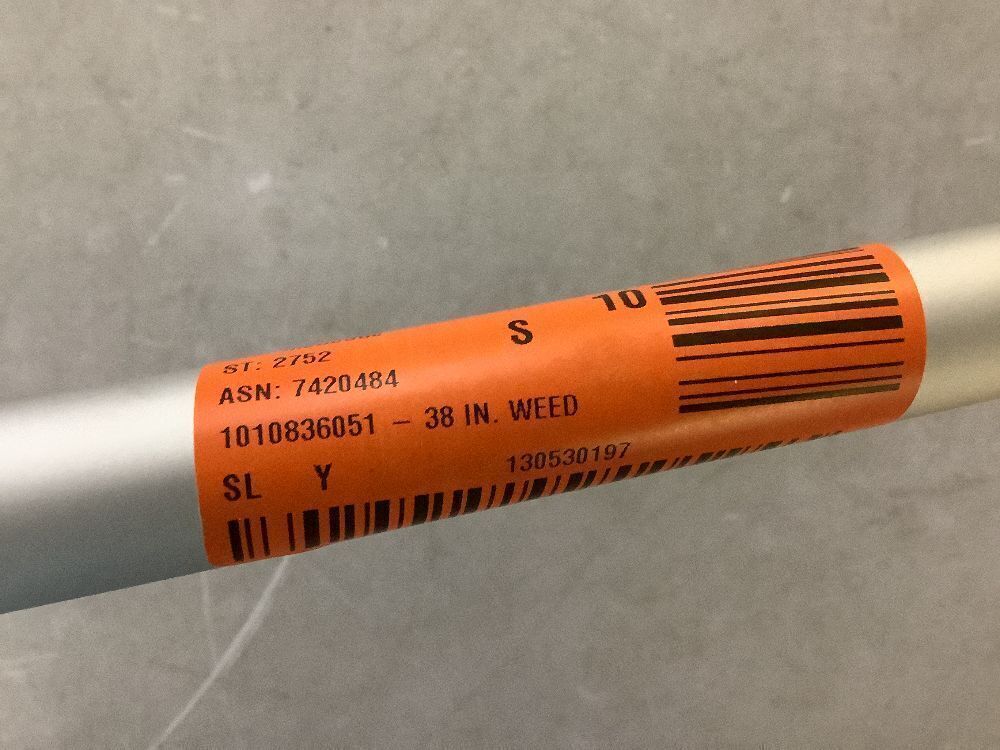 S 10
ST: 2752
ASN: 7420484
1010836051 – 38 IN. WEED
SL Y 130530197